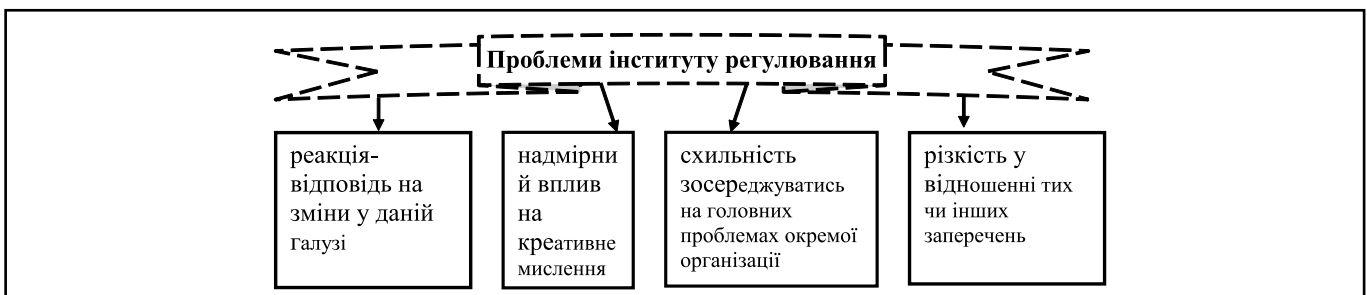 Проблеми інституту регулювання
реакція-
відповідь на
зміни у даній
галузі
надмірни
й вплив
на
креативне
мислення
схильність
зосереджуватись
на головних
проблемах окремої
організації
різкість у
відношенні тих
чи інших
заперечень